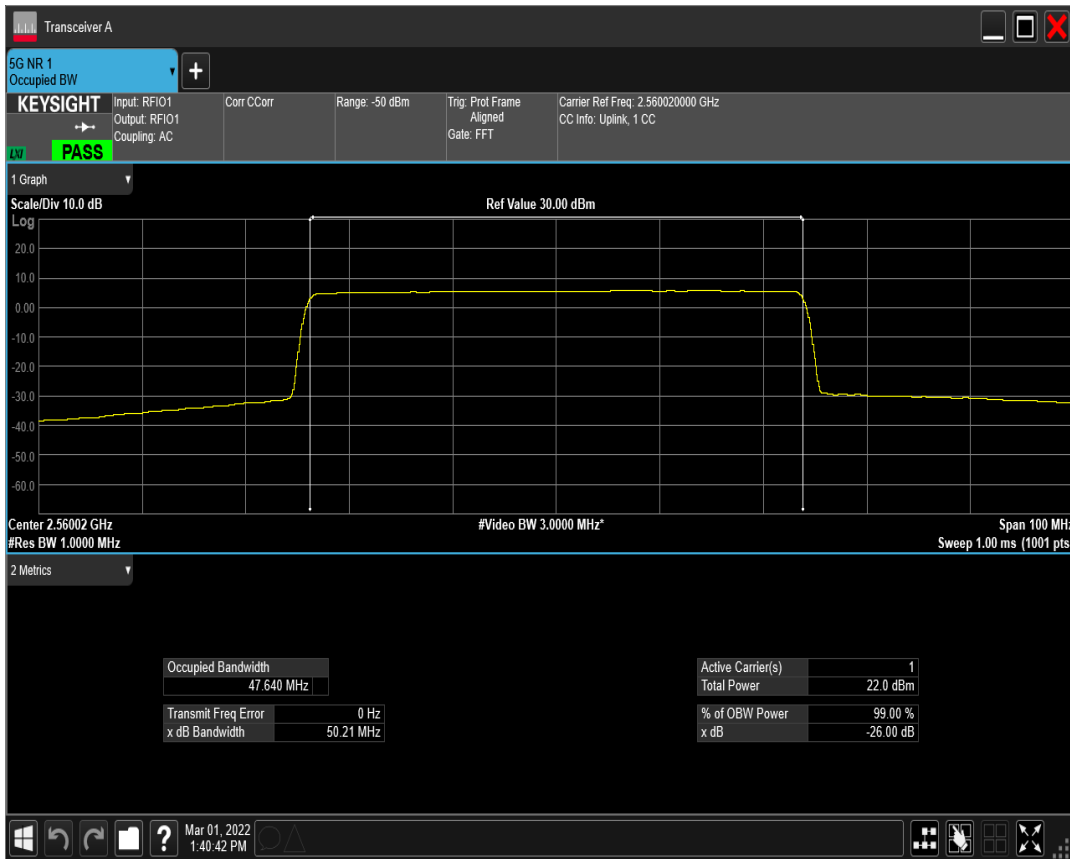 Transceiver A
5G NR 1
Occupied BW
KEYSIGHT
LXI
PASS
Input: RFIO1
Output: RFIO1
Coupling: AC
Corr CCorr
Range: -50 dBm
Trig: Prot Frame
Aligned
Gate: FFT
Carrier Ref Freq: 2.560020000 GHz
CC Info: Uplink, 1 CC
1 Graph
Scale/Div 10.0 dB
Ref Value 30.00 dBm
Log
20.0
10.0
0.00
-10.0
-20.0
-30.0
-40.0
-50.0
-60.0
Center 2.56002 GHz
#Video BW 3.0000 MHz*
Span 100 MHz
#Res BW 1.0000 MHz
Sweep 1.00 ms (1001 pts
2 Metrics
Occupied Bandwidth
47.640 MHz
Transmit Freq Error 0 Hz
x dB Bandwidth 50.21 MHz
Active Carrier(s) 1
Total Power 22.0 dBm
% of OBW Power 99.00 %
x dB -26.00 dB
?
Mar 01, 2022
1:40:42 PM